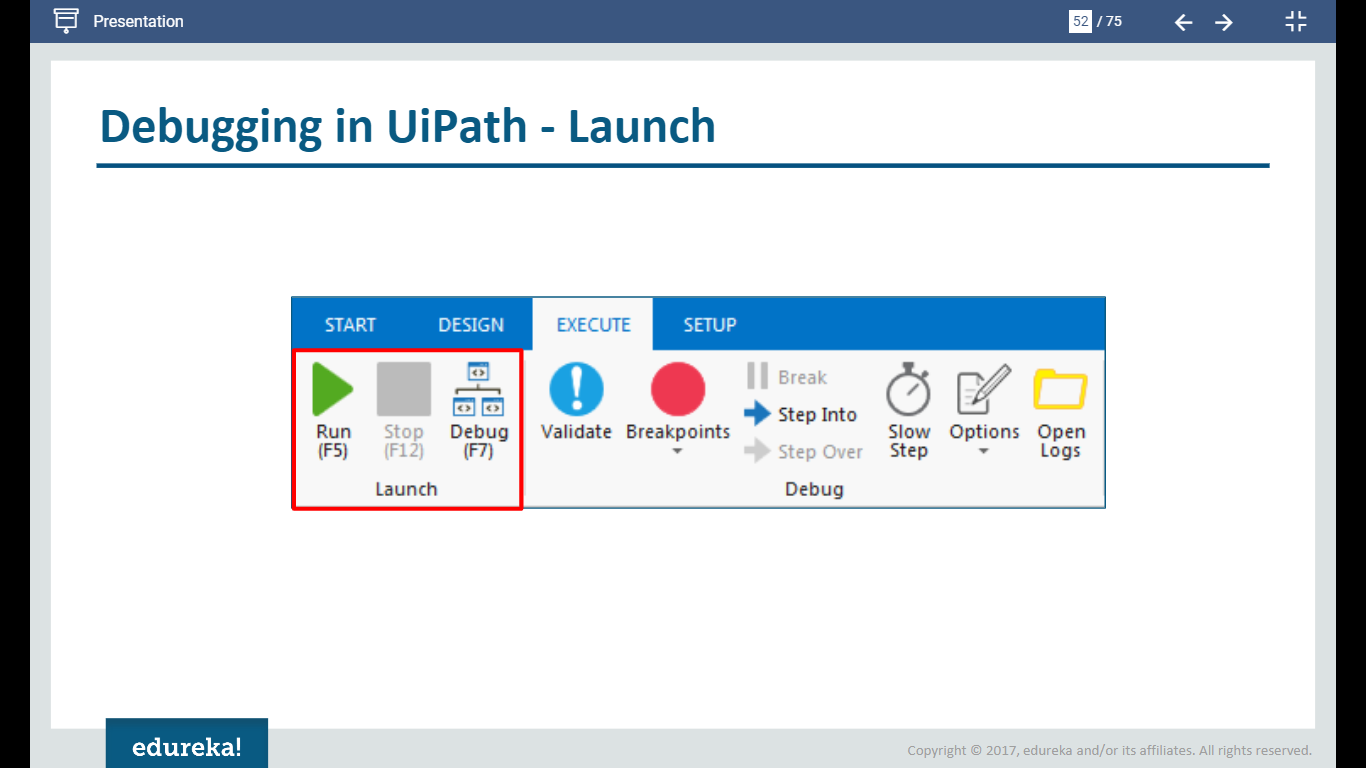 Presentation
52 / 75
Debugging in UiPath - Launch
START DESIGN EXECUTE SETUP
Run
(F5)
Stop
(F12)
Debug
(F7)
Launch
Validate
Breakpoints
Break
Step Into
Step Over
Slow
Step
Options
Open
Logs
Debug
edureka!
Copyright © 2017, edureka and/or its affiliates. All rights reserved.